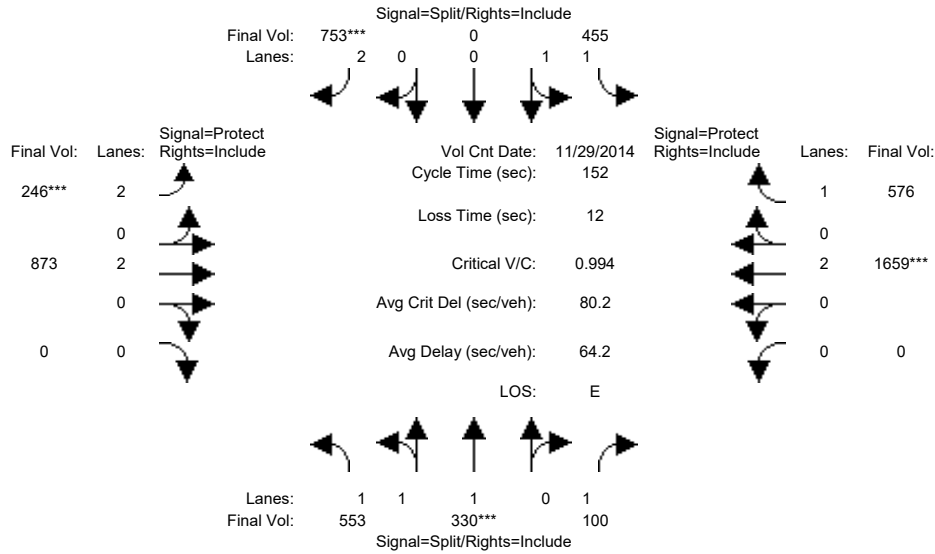 Signal=Split/Rights=Include
Final Vol: 753*** 0 455
Lanes: 2 0 0 1 1
Signal=Protect
Final Vol: Lanes: Rights=Include
Vol Cnt Date: 11/29/2014
Signal=Protect
Rights=Include Lanes: Final Vol:
Cycle Time (sec): 152
246*** 2
1 576
Loss Time (sec): 12
0
0
873 2
Critical V/C: 0.994
2 1659***
0
Avg Crit Del (sec/veh): 80.2
0
0 0
Avg Delay (sec/veh): 64.2
0 0
LOS: E
Lanes: 1 1 1 0 1
Final Vol: 553 330*** 100
Signal=Split/Rights=Include